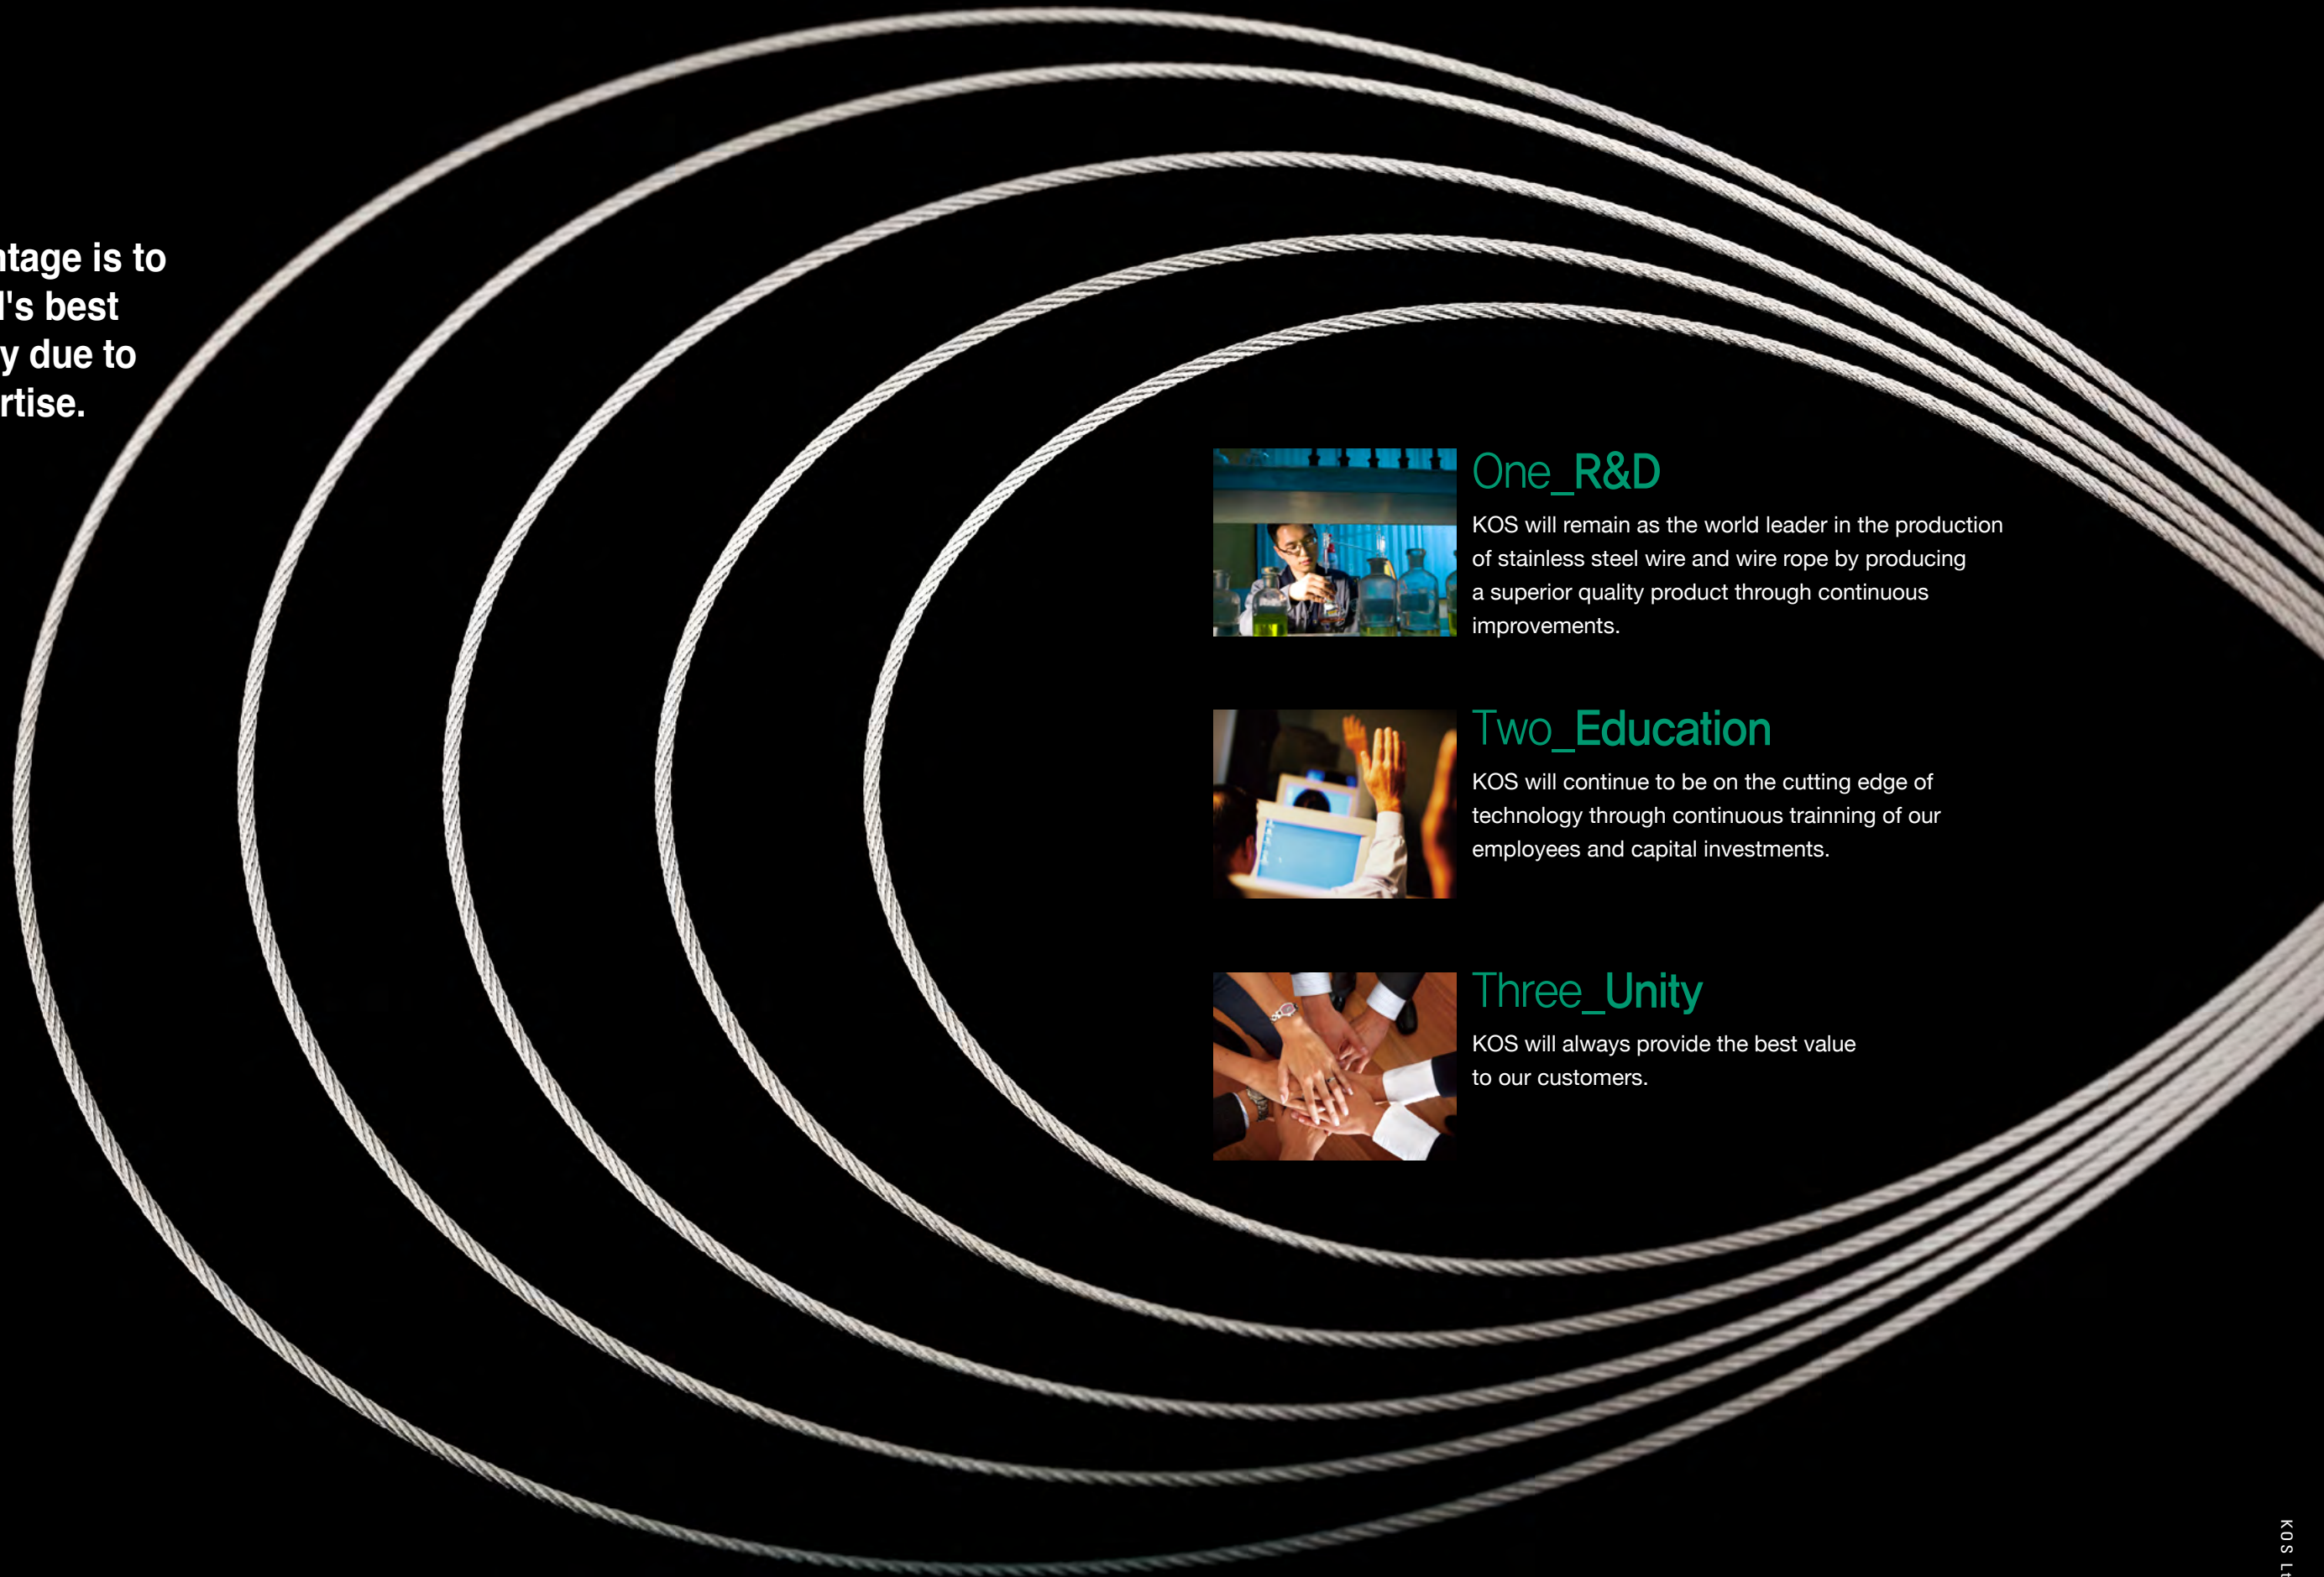 ntage is to
l's best
y due to
rtise.
One_R&D
KOS will remain as the world leader in the production
of stainless steel wire and wire rope by producing
a superior quality product through continuous
improvements.
Two_Education
KOS will continue to be on the cutting edge of
technology through continuous trainning of our
employees and capital investments.
Three_Unity
KOS will always provide the best value
to our customers.
KOS Lt